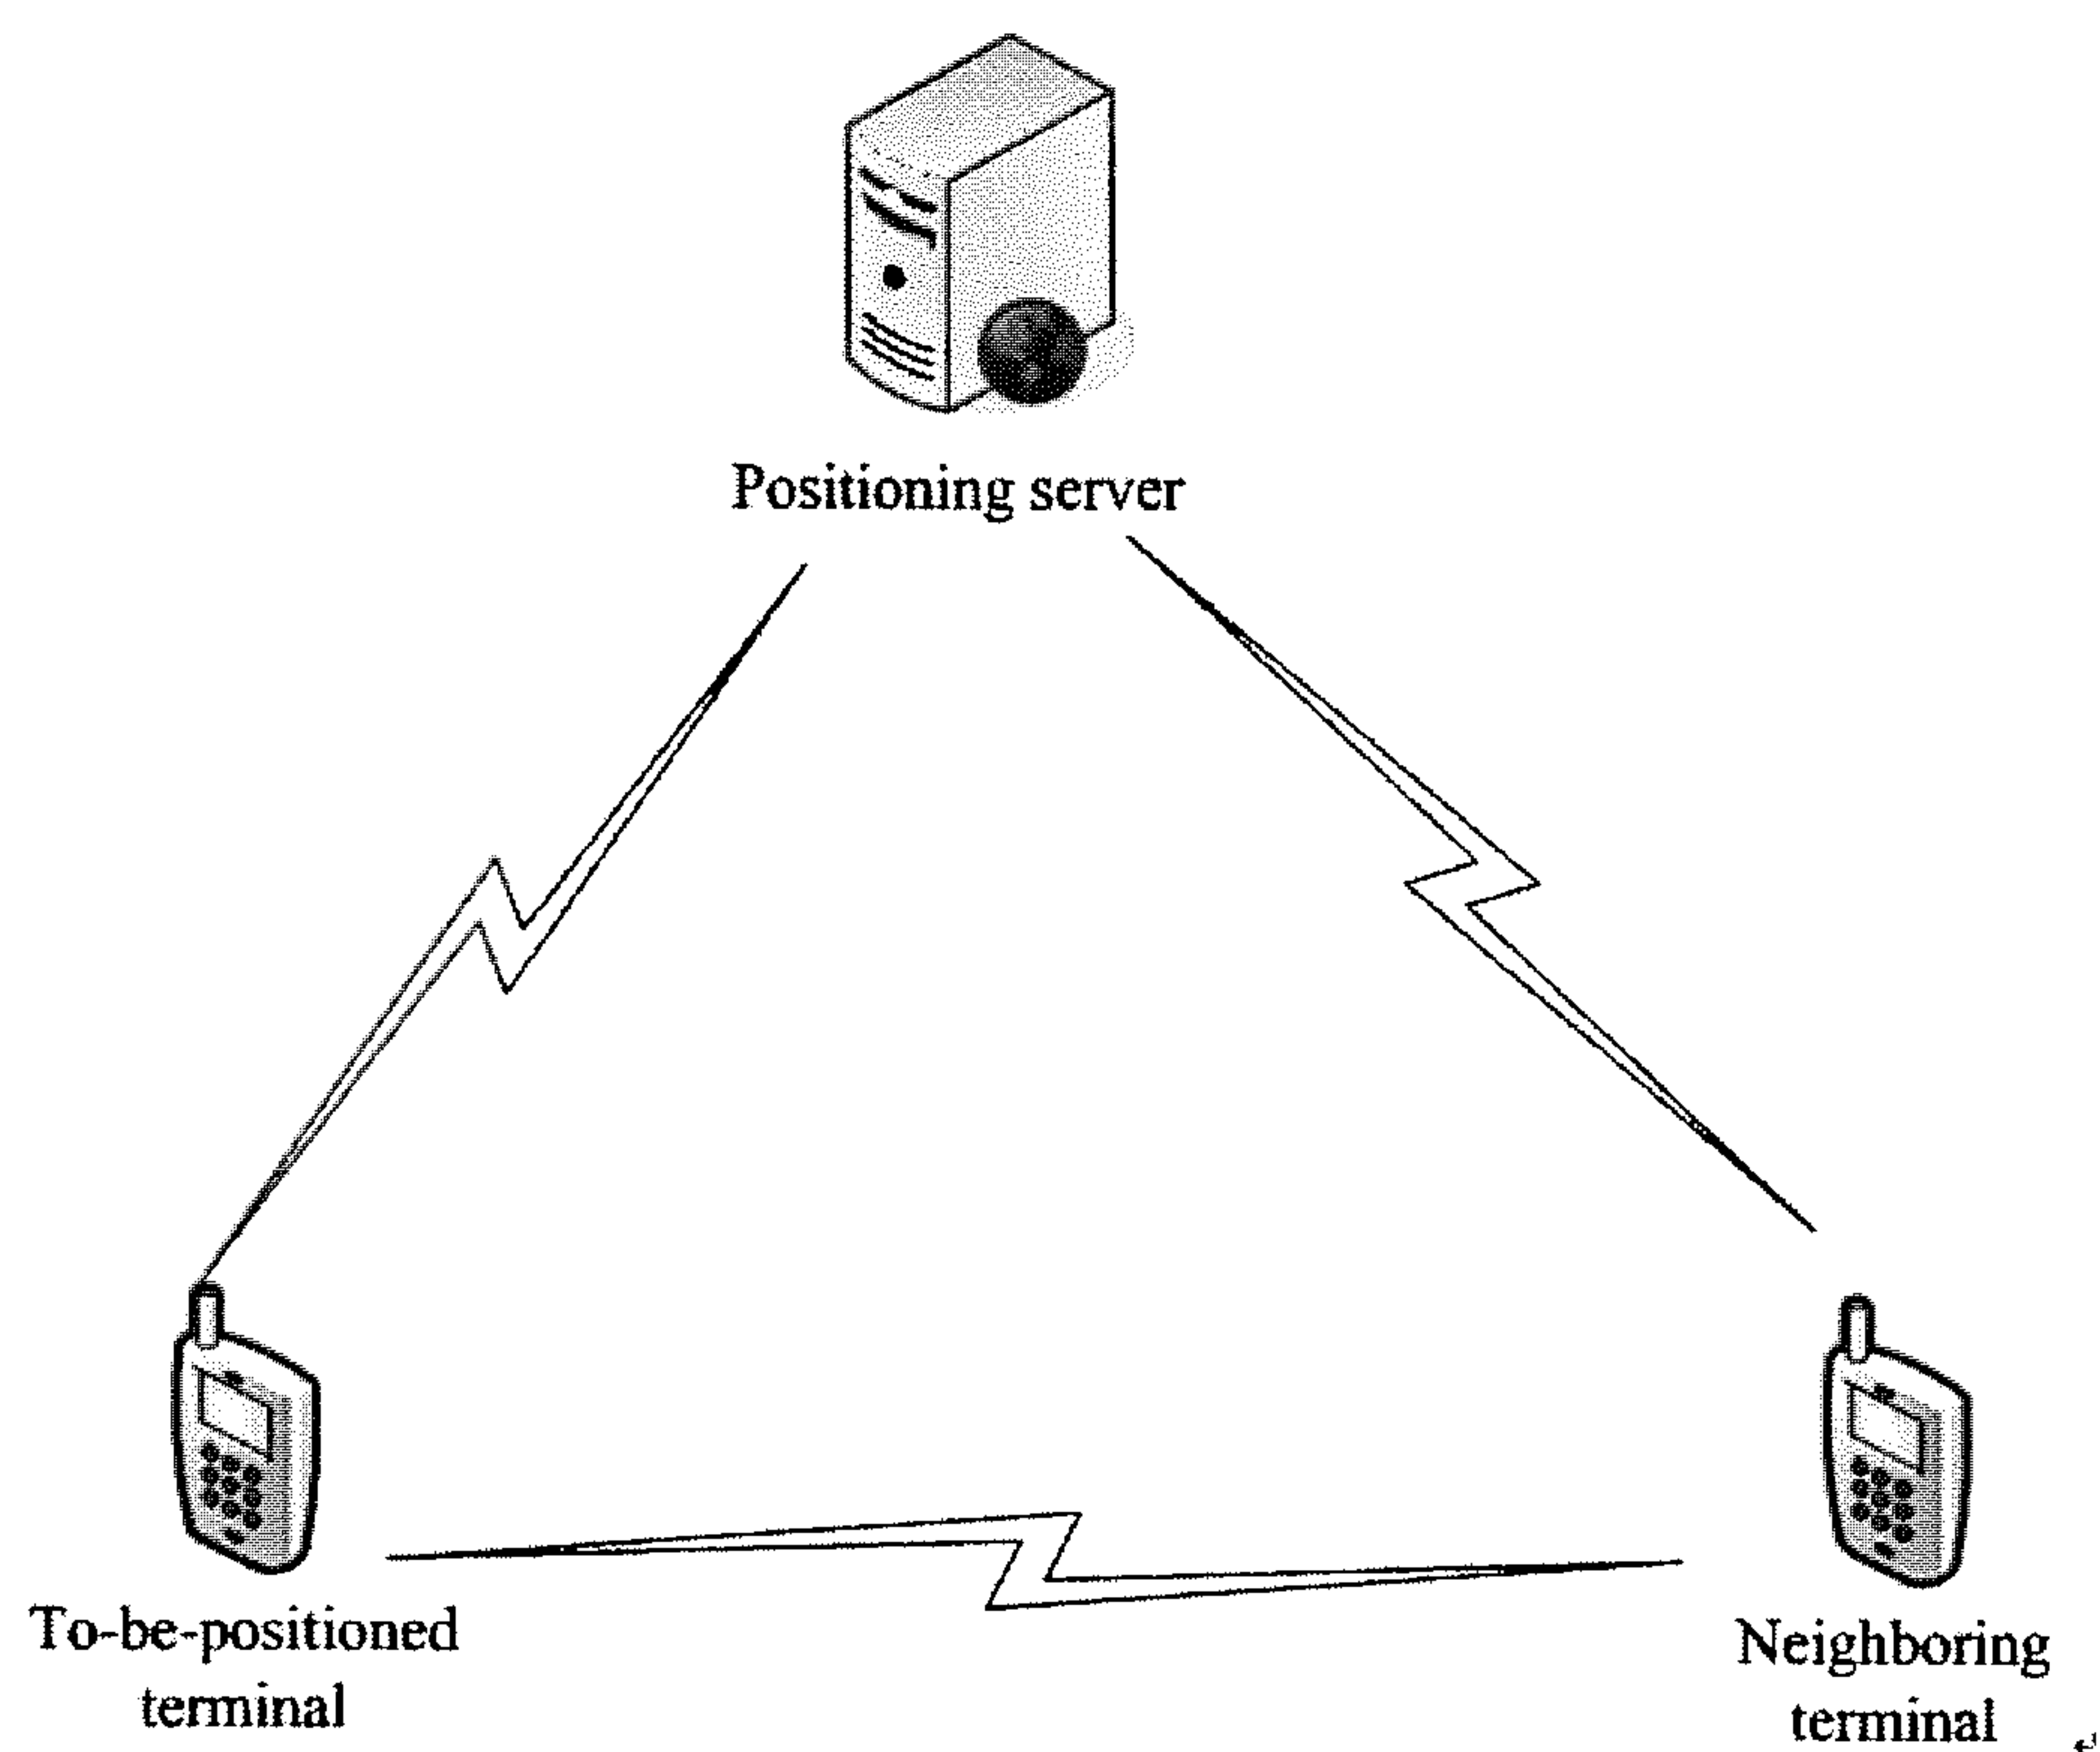 Positioning server
To-be-positioned
terminal
Neighboring
terminal